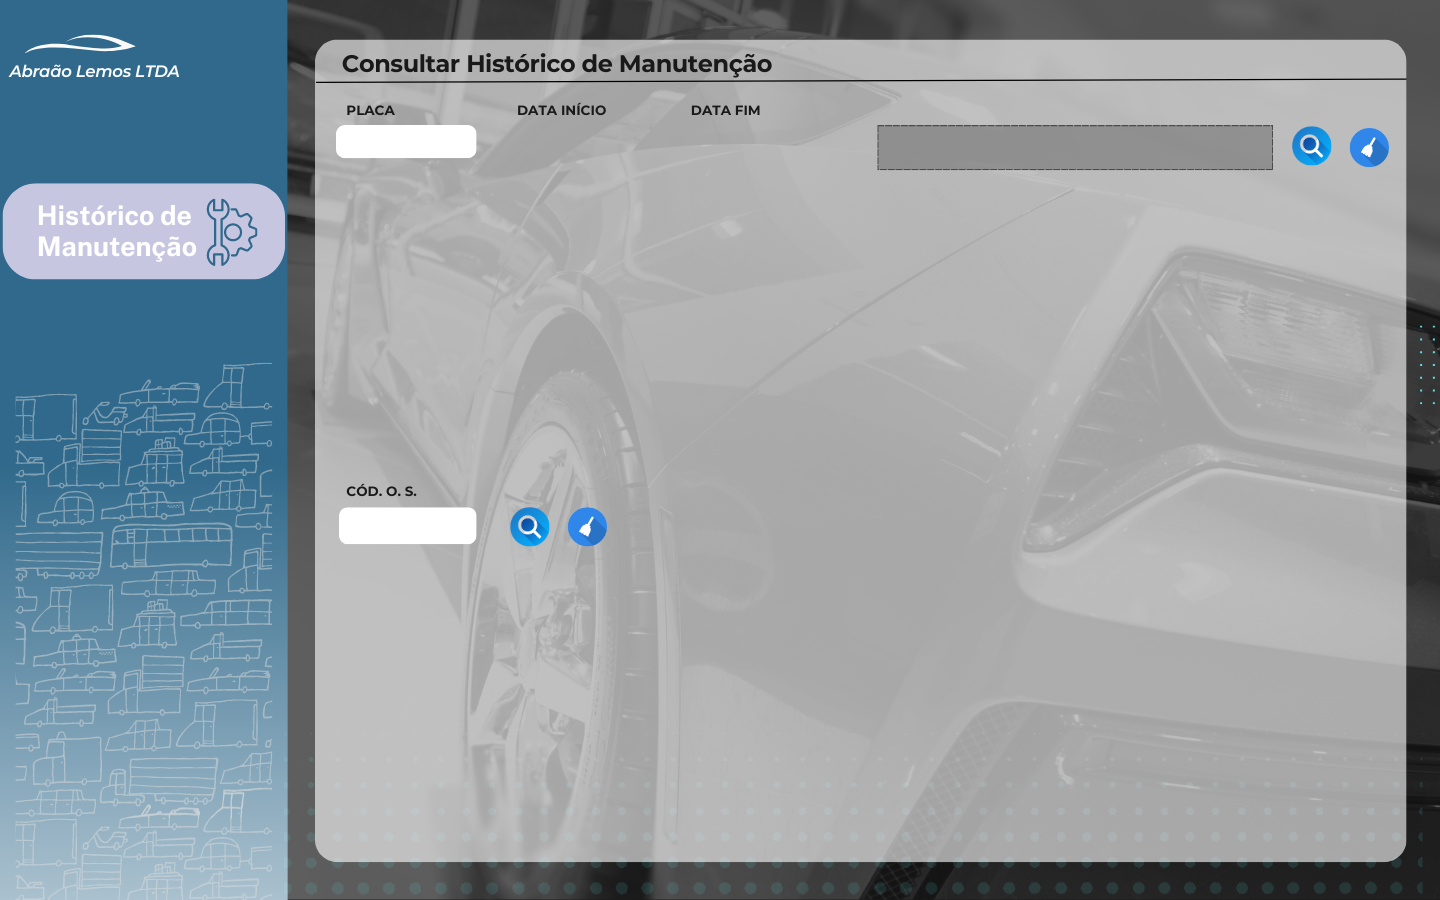 Abraão Lemos LTDA
Histórico de
Manutenção
Consultar Histórico de Manutenção
PLACA
DATA INÍCIO
DATA FIM
CÓD. O. S.